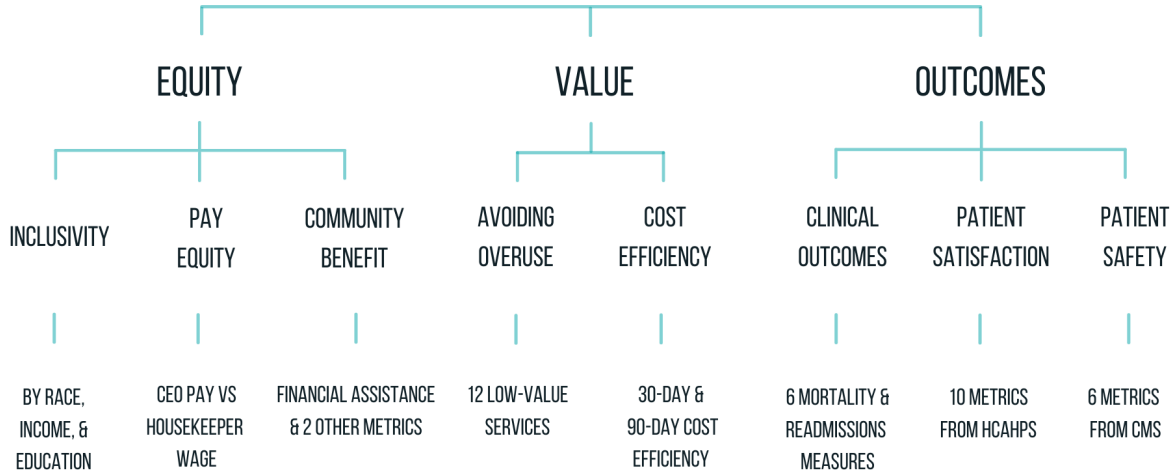 EQUITY
VALUE
OUTCOMES
INCLUSIVITY
PAY
EQUITY
COMMUNITY
BENEFIT
AVOIDING
OVERUSE
COST
EFFICIENCY
CLINICAL
OUTCOMES
PATIENT
SATISFACTION
PATIENT
SAFETY
BY RACE,
INCOME, &
EDUCATION
CEO PAY VS
HOUSEKEEPER
WAGE
FINANCIAL ASSISTANCE
& 2 OTHER METRICS
12 LOW-VALUE
SERVICES
30-DAY &
90-DAY COST
EFFICIENCY
6 MORTALITY &
READMISSIONS
MEASURES
10 METRICS
FROM HCAHPS
6 METRICS
FROM CMS